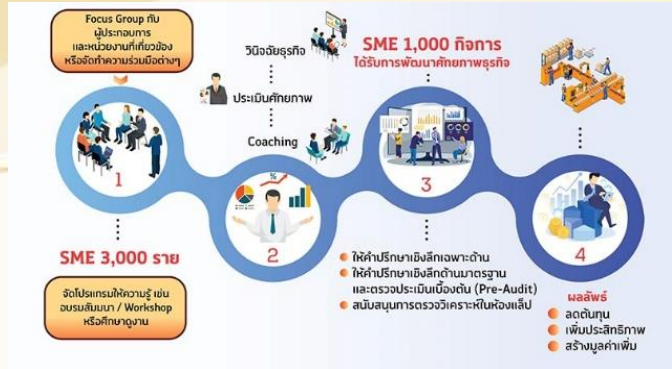 Focus Group กับ
ผู้ประกอบการ
และหน่วยงานที่เกี่ยวข้อง
หรือจัดทำความร่วมมือต่างๆ
1
SME 3,000 ราย
จัดโปรแกรมให้ความรู้ เช่น
อบรมสัมมนา / Workshop
หรือศึกษาดูงาน
วินิจฉัยธุรกิจ
ประเมินศักยภาพ
Coaching
%
2
SME 1,000 กิจการ
ได้รับการพัฒนาศักยภาพธุรกิจ
3
ให้คำปรึกษาเชิงลึกเฉพาะด้าน
ให้คำปรึกษาเชิงลึกด้านมาตรฐาน
และตรวจประเมินเบื้องต้น (Pre-Audit)
สนับสนุนการตรวจวิเคราะห์ในห้องแล็ป
4
ผลลัพธ์
ลดต้นทุน
เพิ่มประสิทธิภาพ
สร้างมูลค่าเพิ่ม